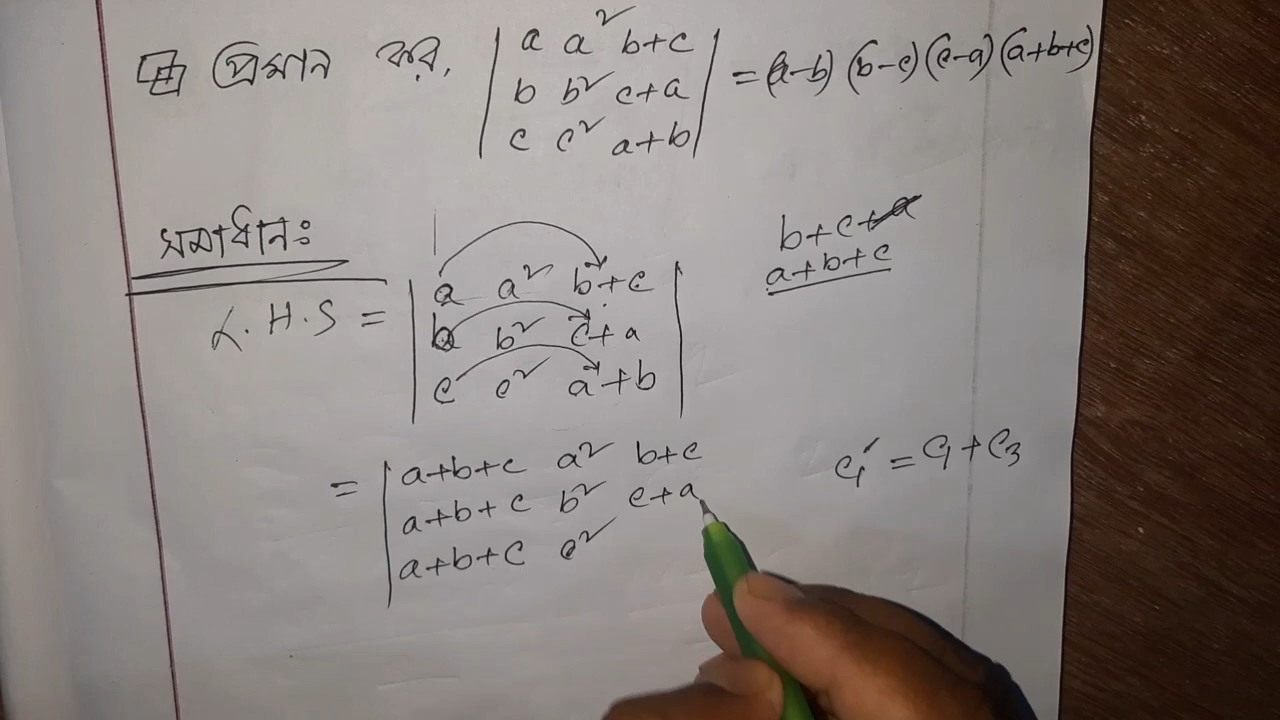 প্রমান কর, | a a² b+c |
| b b² c+a | = (a-b) (b-c) (c-a) (a+b+c)
| c c² a+b |
সমাধানঃ
L.H.S = | a a² b+c |
| b b² c+a |
| c c² a+b |
b+c+a
a+b+c
= | a+b+c a² b+c
a+b+c b² c+a
a+b+c c²
C₁′ = C₁ + C₃